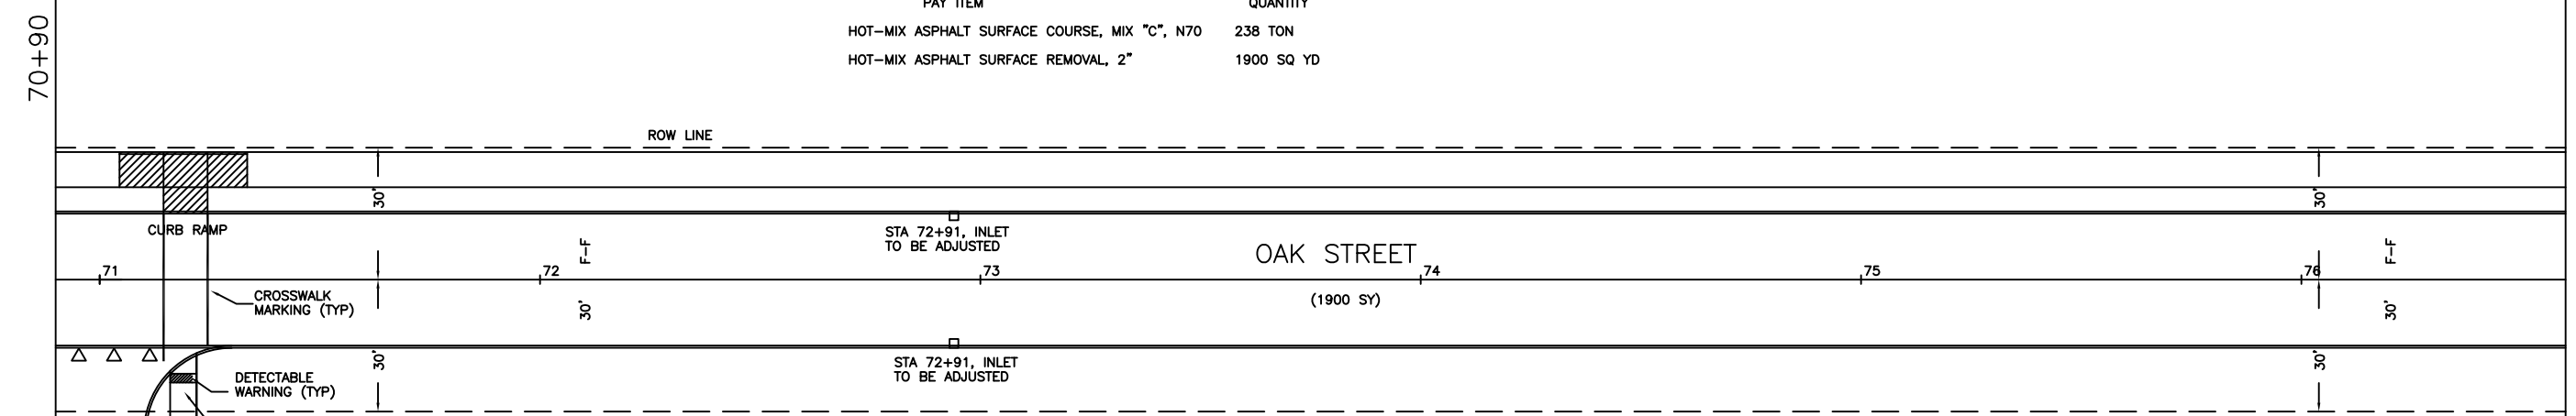 PAY ITEM QUANTITY
HOT-MIX ASPHALT SURFACE COURSE, MIX "C", N70 238 TON
HOT-MIX ASPHALT SURFACE REMOVAL, 2" 1900 SQ YD
70+90
ROW LINE
30'
30'
CURB RAMP
STA 72+91, INLET
TO BE ADJUSTED
F-F
OAK STREET
F-F
71
72
73
74
75
76
CROSSWALK
MARKING (TYP)
30'
(1900 SY)
30'
30'
STA 72+91, INLET
TO BE ADJUSTED
30'
DETECTABLE
WARNING (TYP)